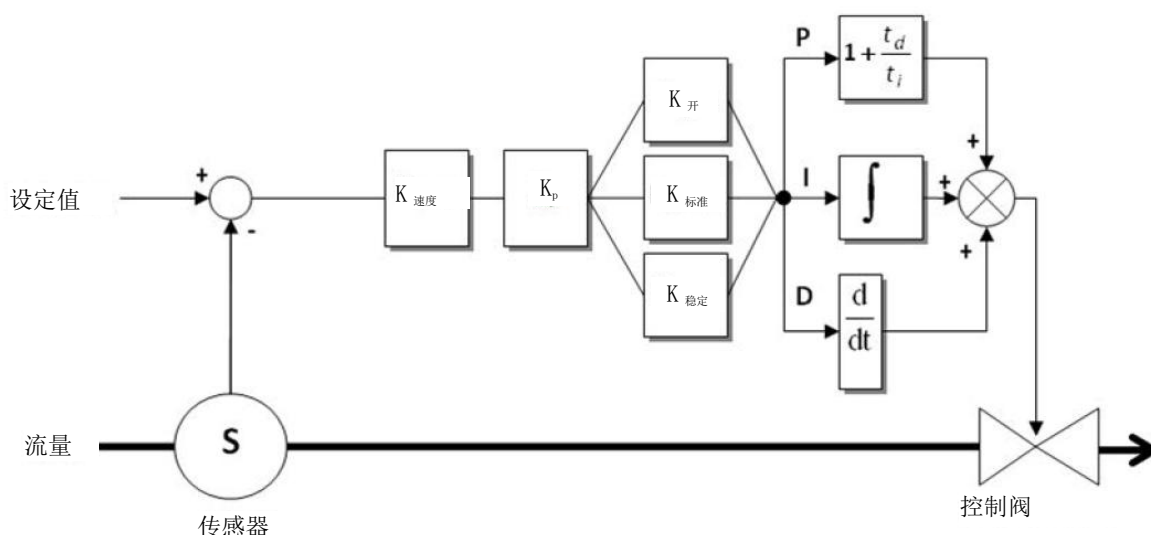 P
1 + t_d / t_i
K 开
设定值
+
-
K 速度
K_p
K 标准
I
∫
+
+
+
K 稳定
D
d
dt
流量
S
传感器
控制阀